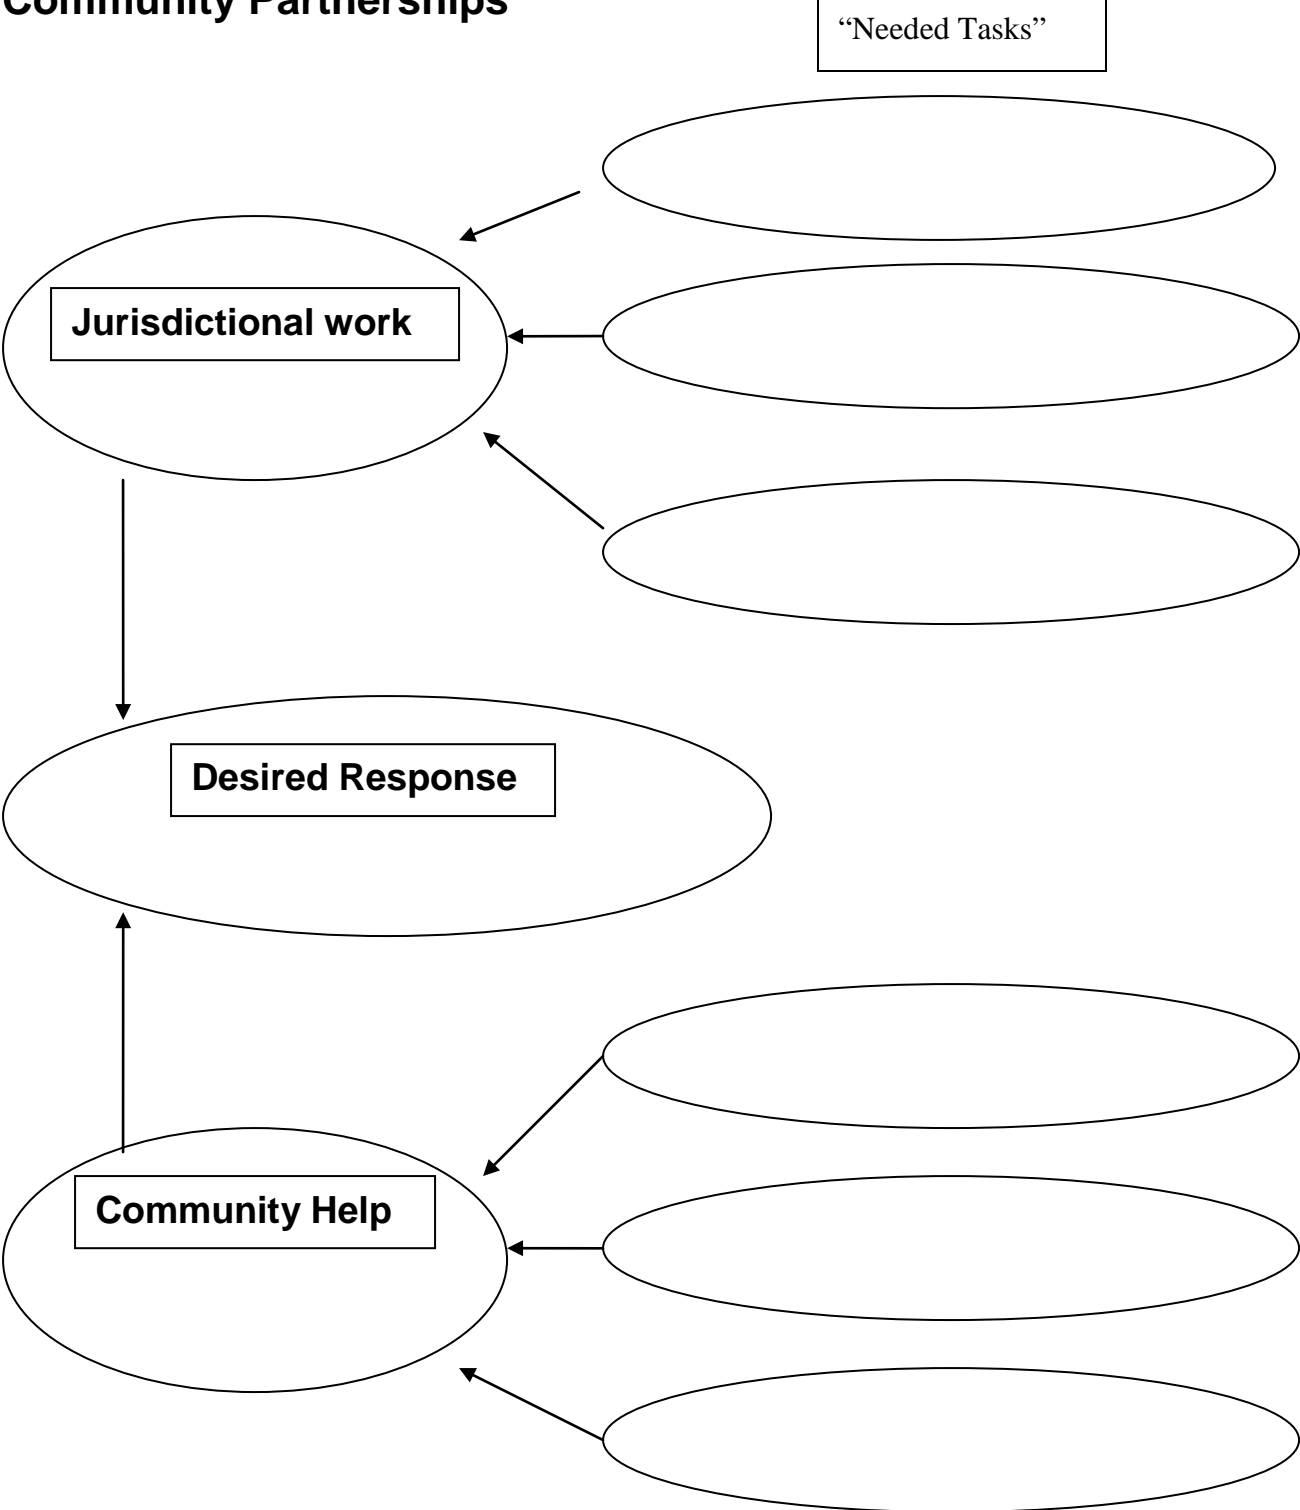 Community Partnerships
“Needed Tasks”
Jurisdictional work
Desired Response
Community Help